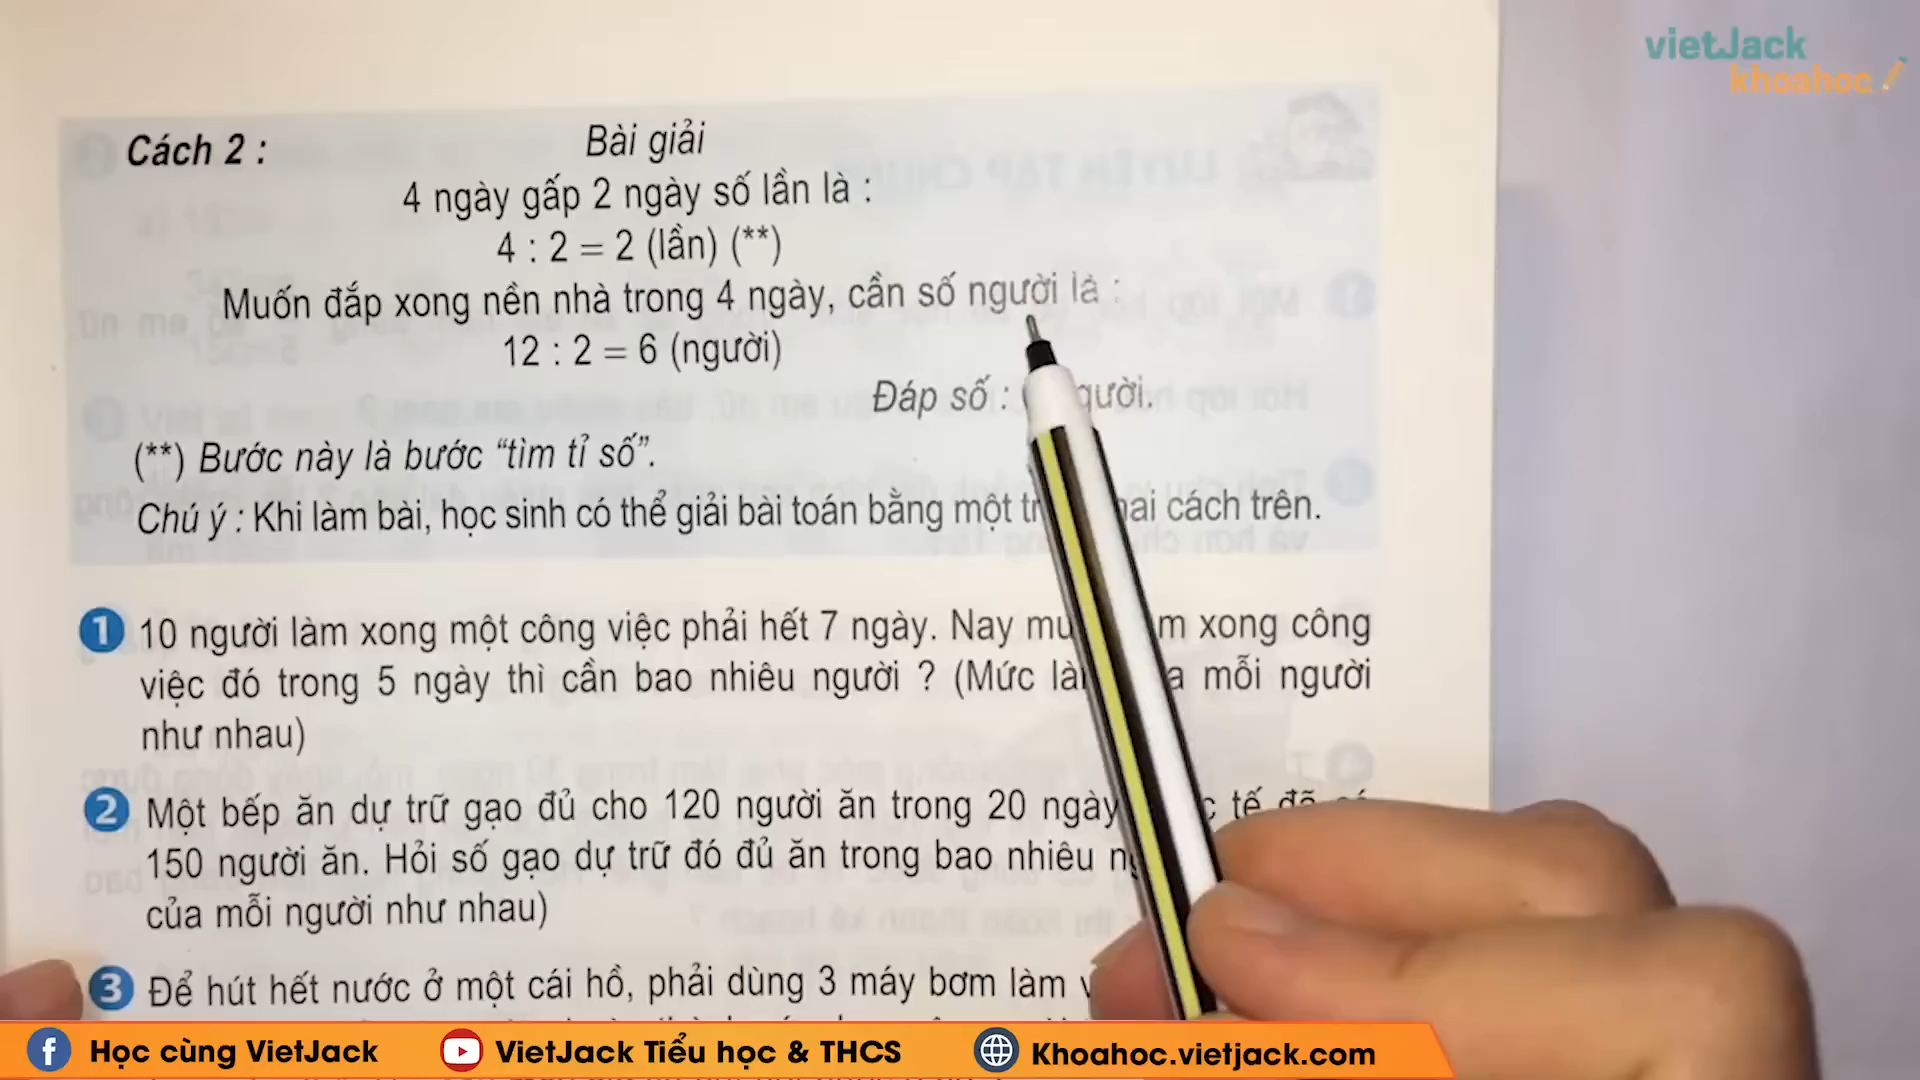 vietJack
khoahoc
Cách 2 :
Bài giải
4 ngày gấp 2 ngày số lần là :
4 : 2 = 2 (lần) (**)
Muốn đắp xong nền nhà trong 4 ngày, cần số người là :
12 : 2 = 6 (người)
Đáp số :
(**) Bước này là bước “tìm tỉ số”.
Chú ý : Khi làm bài, học sinh có thể giải bài toán bằng một cách trên.
1 10 người làm xong một công việc phải hết 7 ngày. Nay xong công
việc đó trong 5 ngày thì cần bao nhiêu người ? (Mức mỗi người
như nhau)
2 Một bếp ăn dự trữ gạo đủ cho 120 người ăn trong 20 ngày tế
150 người ăn. Hỏi số gạo dự trữ đó đủ ăn trong bao nhiêu
của mỗi người như nhau)
3 Để hút hết nước ở một cái hồ, phải dùng 3 máy bơm làm
Học cùng VietJack
VietJack Tiểu học & THCS
Khoahoc.vietjack.com